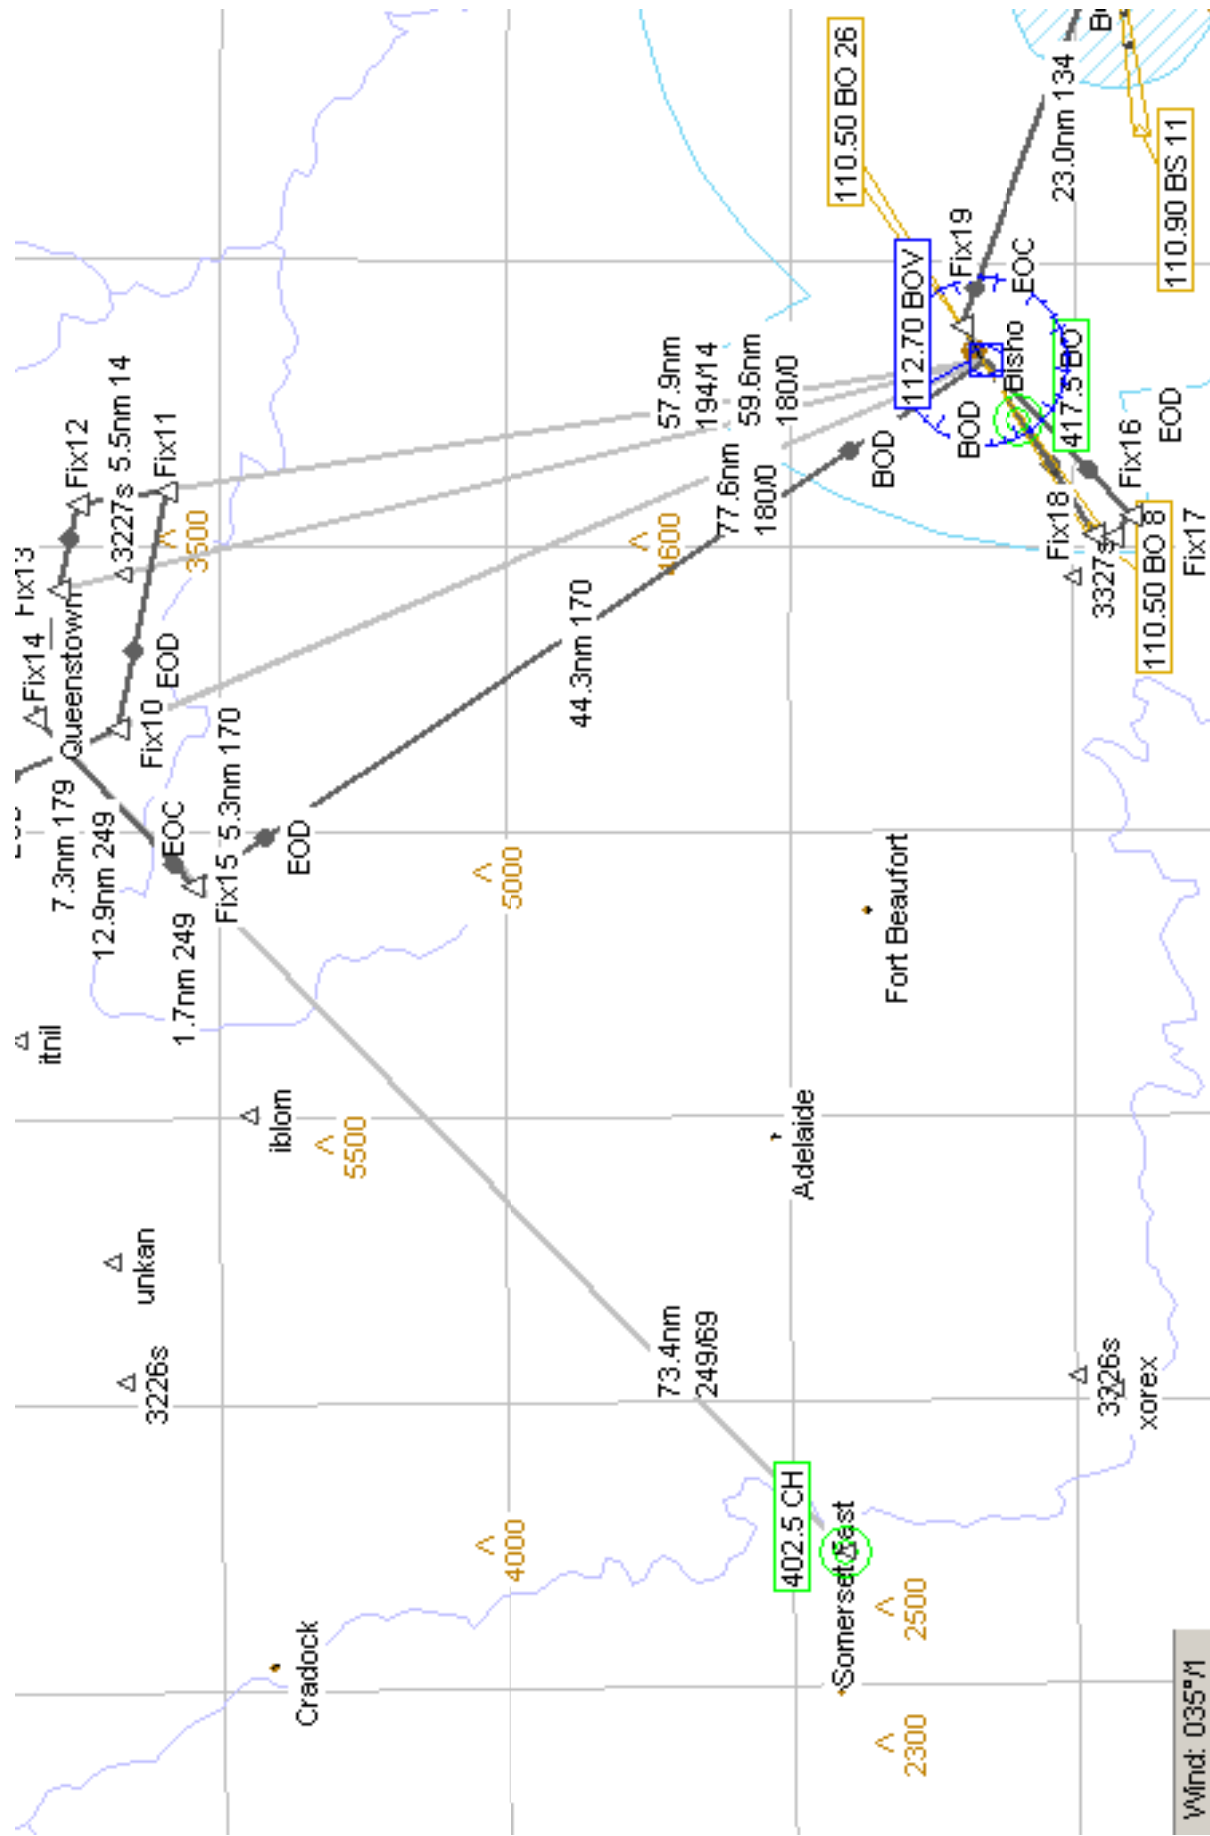 Fix14
Fix13
Fix12
5.5nm 14
3227s
Fix11
Queenstown
3500
EOD
Fix10
7.3nm 179
12.9nm 249
EOC
5.3nm 170
Fix15
1.7nm 249
EOD
itnil
iblom
5500
unkan
3226s
5000
4000
Cradock
44.3nm 170
4600
57.9nm
194/14
59.6nm
180/0
77.6nm
180/0
110.50 BO 26
112.70 BOV
Fix19
EOC
23.0nm 134
110.90 BS 11
Bisho
417.5 BO
BOD
BOD
Fix16
EOD
Fix18
3327s
110.50 BO 8
Fix17
Fort Beaufort
Adelaide
73.4nm
249/69
402.5 CH
Somerset East
2500
2300
3326s
xorex
Wind: 035°/1